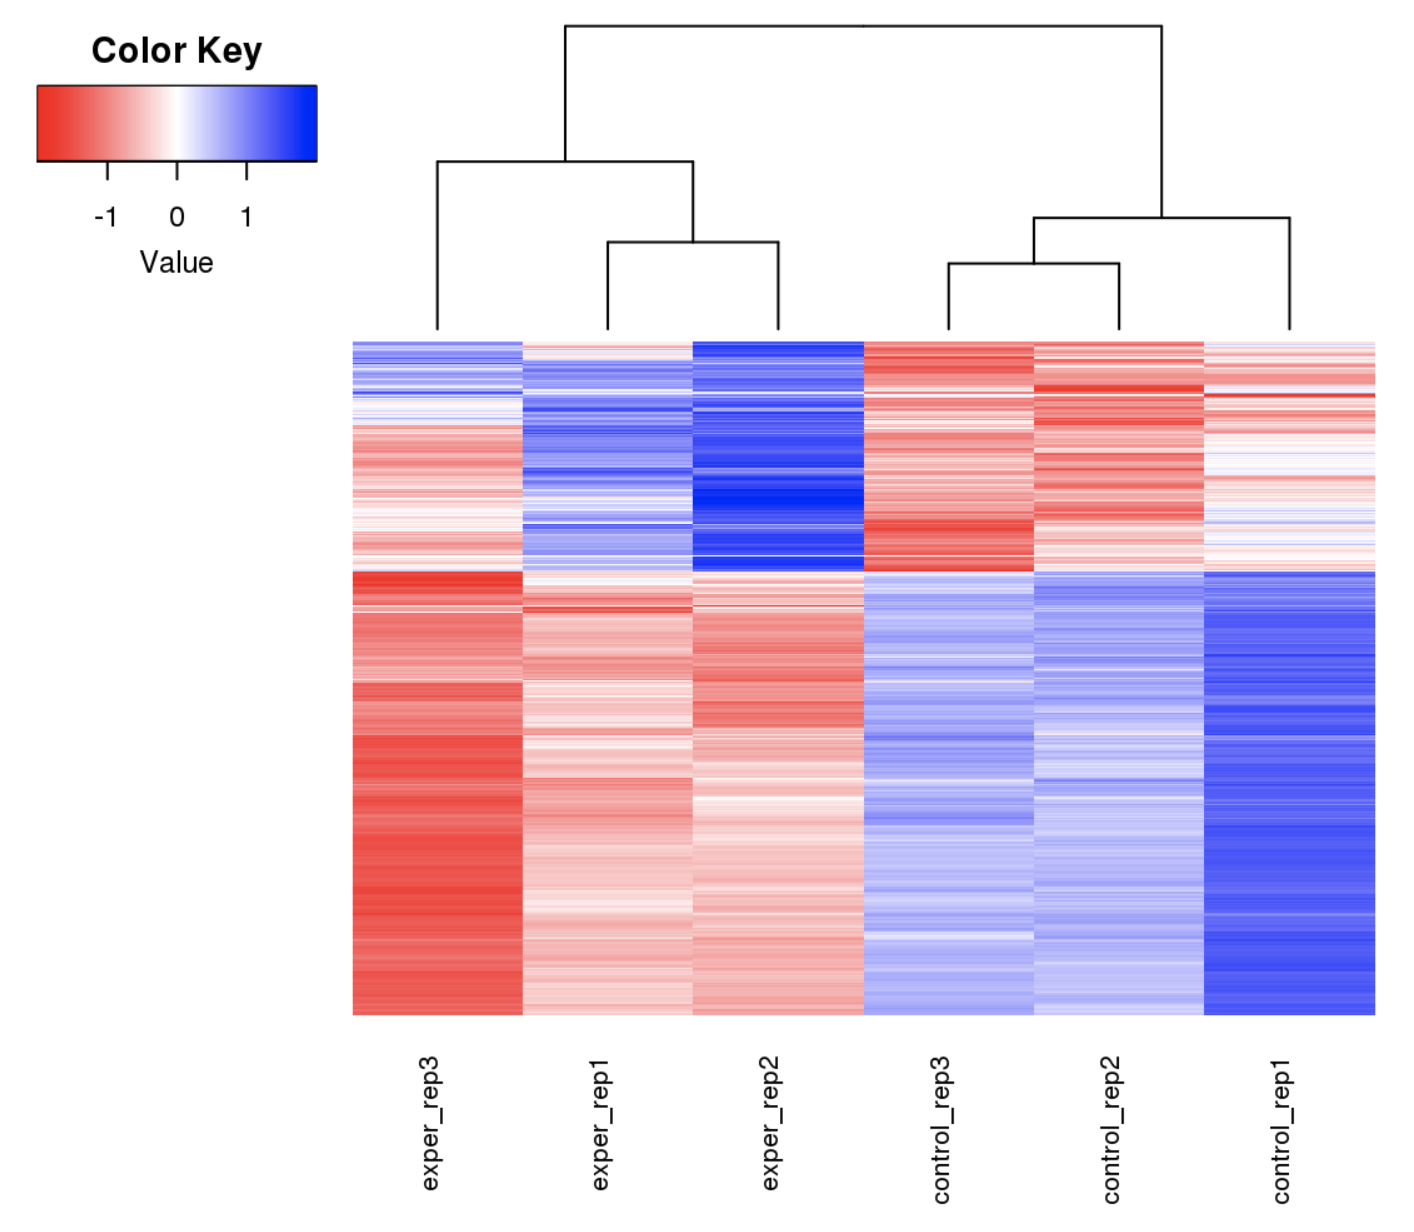 Color Key
-1 0 1
Value
exper_rep3
exper_rep1
exper_rep2
control_rep3
control_rep2
control_rep1